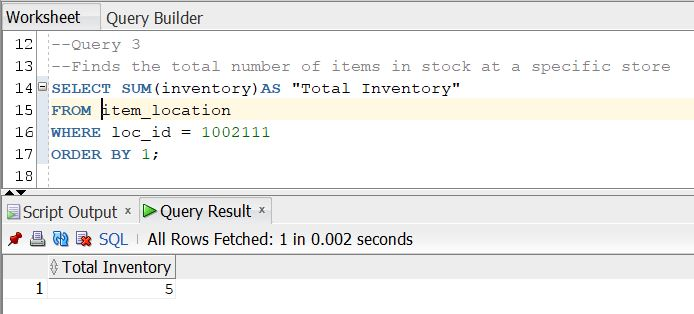 Worksheet Query Builder
12 --Query 3
13 --Finds the total number of items in stock at a specific store
14 SELECT SUM(inventory)AS "Total Inventory"
15 FROM item_location
16 WHERE loc_id = 1002111
17 ORDER BY 1;
18
Script Output x Query Result x
SQL | All Rows Fetched: 1 in 0.002 seconds
Total Inventory
1 5